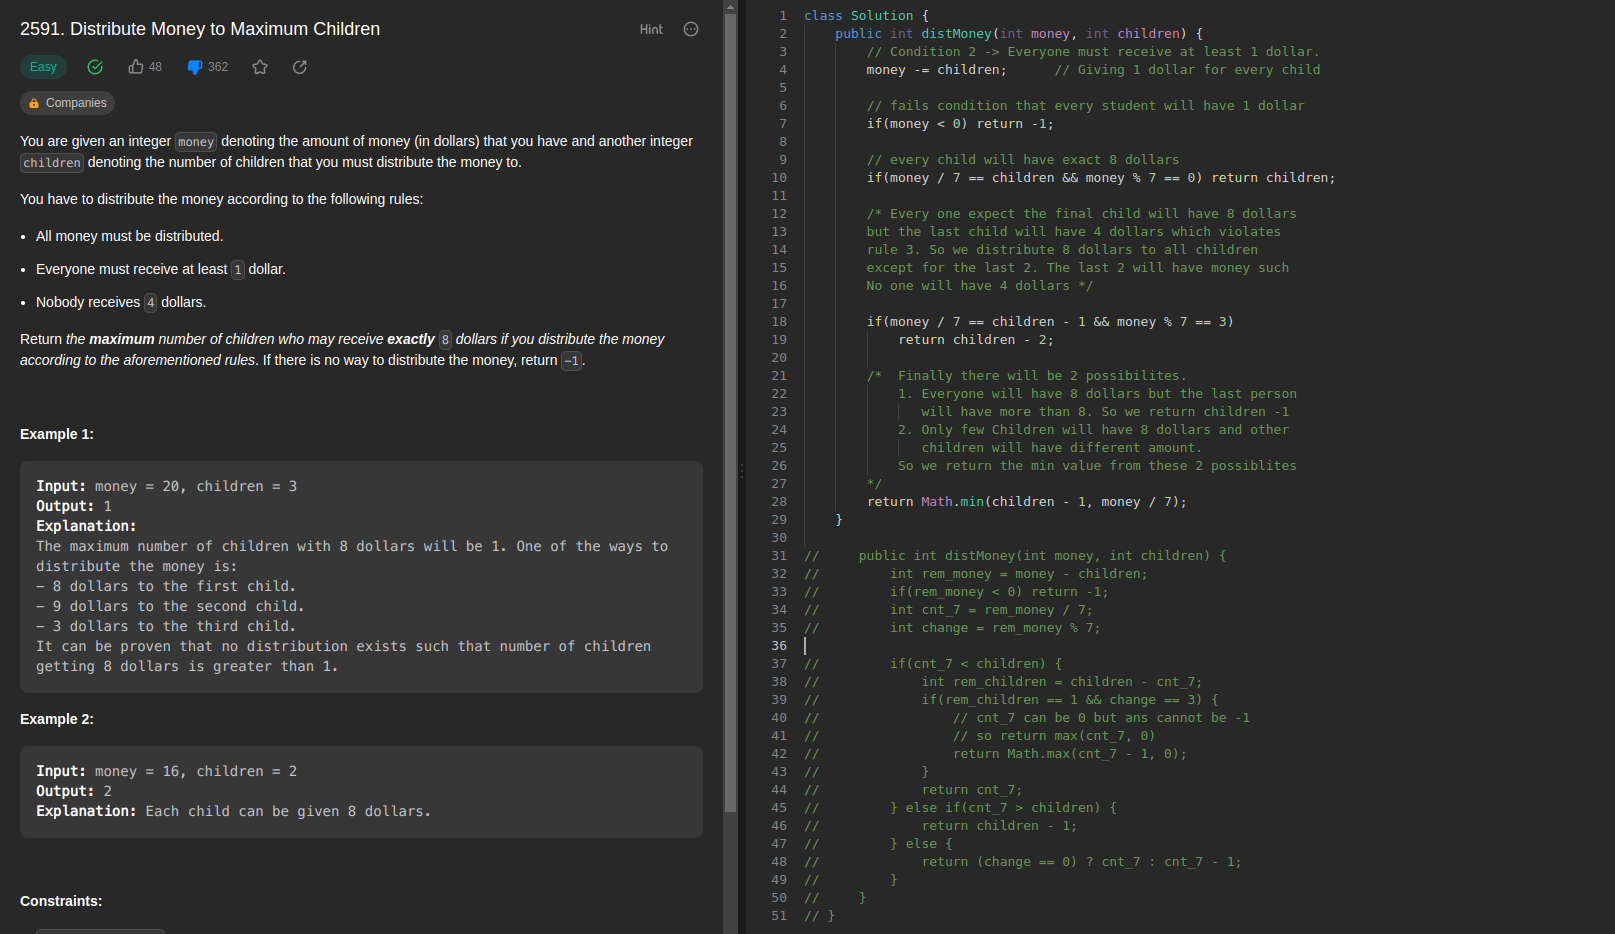 2591. Distribute Money to Maximum Children
Hint
Easy
48
362
Companies
You are given an integer money denoting the amount of money (in dollars) that you have and another integer
children denoting the number of children that you must distribute the money to.
You have to distribute the money according to the following rules:
• All money must be distributed.
• Everyone must receive at least 1 dollar.
• Nobody receives 4 dollars.
Return the maximum number of children who may receive exactly 8 dollars if you distribute the money
according to the aforementioned rules. If there is no way to distribute the money, return -1.
Example 1:
Input: money = 20, children = 3
Output: 1
Explanation:
The maximum number of children with 8 dollars will be 1. One of the ways to
distribute the money is:
- 8 dollars to the first child.
- 9 dollars to the second child.
- 3 dollars to the third child.
It can be proven that no distribution exists such that number of children
getting 8 dollars is greater than 1.
Example 2:
Input: money = 16, children = 2
Output: 2
Explanation: Each child can be given 8 dollars.
Constraints:
1 class Solution {
2     public int distMoney(int money, int children) {
3         // Condition 2 -> Everyone must receive at least 1 dollar.
4         money -= children;      // Giving 1 dollar for every child
5
6         // fails condition that every student will have 1 dollar
7         if(money < 0) return -1;
8
9         // every child will have exact 8 dollars
10         if(money / 7 == children && money % 7 == 0) return children;
11
12         /* Every one expect the final child will have 8 dollars
13         but the last child will have 4 dollars which violates
14         rule 3. So we distribute 8 dollars to all children
15         except for the last 2. The last 2 will have money such
16         No one will have 4 dollars */
17
18         if(money / 7 == children - 1 && money % 7 == 3)
19             return children - 2;
20
21         /*  Finally there will be 2 possibilites.
22             1. Everyone will have 8 dollars but the last person
23                will have more than 8. So we return children -1
24             2. Only few Children will have 8 dollars and other
25                children will have different amount.
26             So we return the min value from these 2 possiblites
27         */
28         return Math.min(children - 1, money / 7);
29     }
30
31 //     public int distMoney(int money, int children) {
32 //         int rem_money = money - children;
33 //         if(rem_money < 0) return -1;
34 //         int cnt_7 = rem_money / 7;
35 //         int change = rem_money % 7;
36
37 //         if(cnt_7 < children) {
38 //             int rem_children = children - cnt_7;
39 //             if(rem_children == 1 && change == 3) {
40 //                 // cnt_7 can be 0 but ans cannot be -1
41 //                 // so return max(cnt_7, 0)
42 //                 return Math.max(cnt_7 - 1, 0);
43 //             }
44 //             return cnt_7;
45 //         } else if(cnt_7 > children) {
46 //             return children - 1;
47 //         } else {
48 //             return (change == 0) ? cnt_7 : cnt_7 - 1;
49 //         }
50 //     }
51 // }